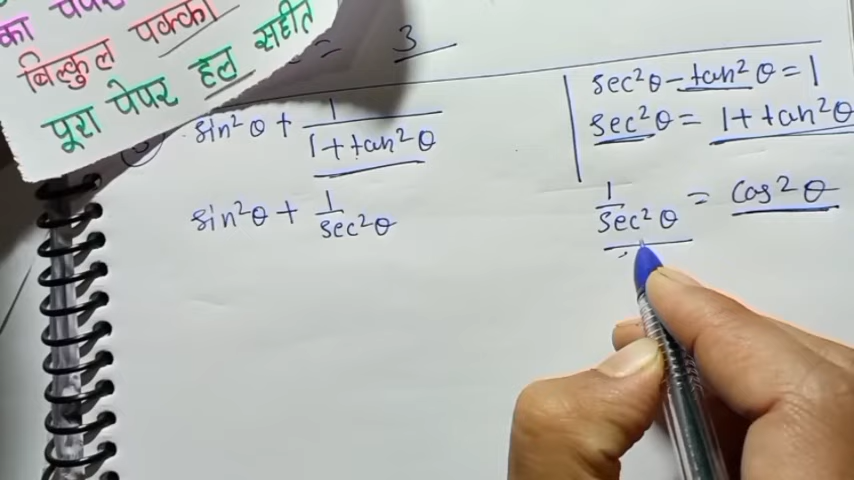 का पेपर
बिल्कुल पक्का
पूरा पेपर हल सहीत
= 3
sin²θ + 1/(1+tan²θ)
sin²θ + 1/sec²θ
sec²θ - tan²θ = 1
sec²θ = 1 + tan²θ
1/sec²θ = cos²θ